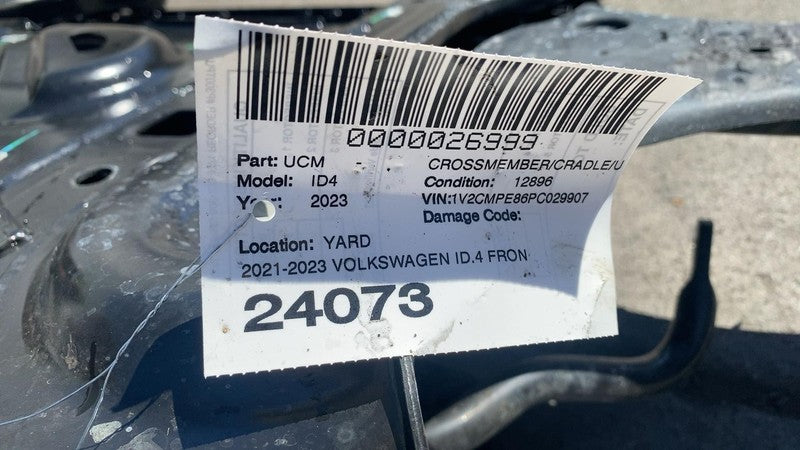 0000026999
Part: UCM - CROSSMEMBER/CRADLE/U
Model: ID4 Condition: 12896
Year: 2023 VIN:1V2CMPE86PC029907
Damage Code:
Location: YARD
2021-2023 VOLKSWAGEN ID.4 FRON
24073